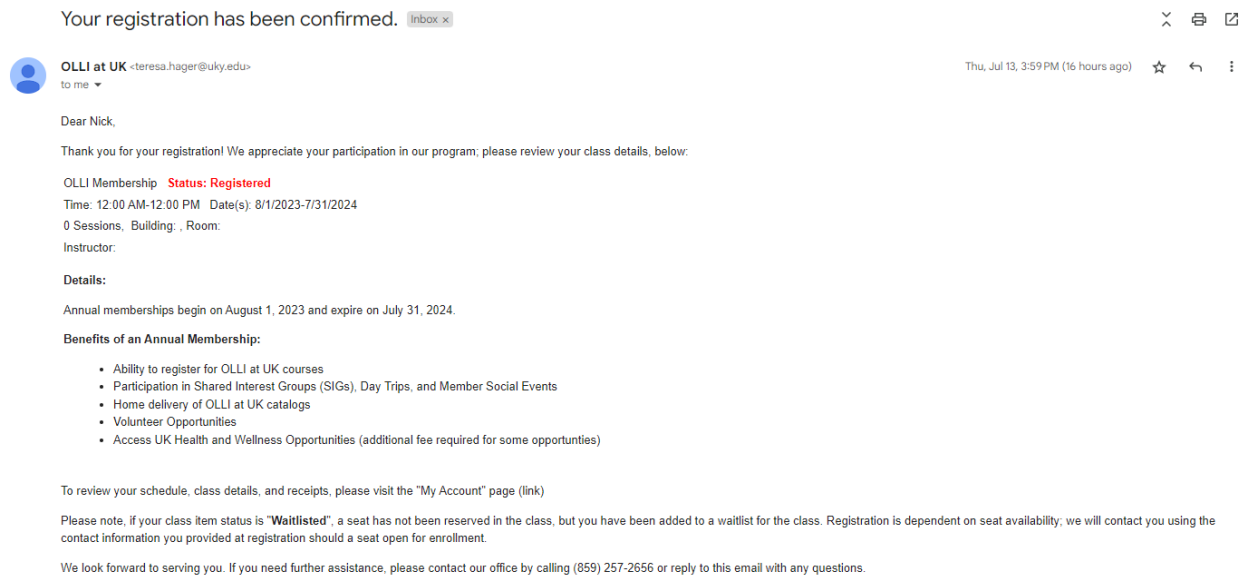 Your registration has been confirmed. Inbox ×
OLLI at UK <teresa.hager@uky.edu> Thu, Jul 13, 3:59 PM (16 hours ago)
to me
Dear Nick,
Thank you for your registration! We appreciate your participation in our program; please review your class details, below:
OLLI Membership Status: Registered
Time: 12:00 AM-12:00 PM Date(s): 8/1/2023-7/31/2024
0 Sessions, Building: , Room:
Instructor:
Details:
Annual memberships begin on August 1, 2023 and expire on July 31, 2024.
Benefits of an Annual Membership:
• Ability to register for OLLI at UK courses
• Participation in Shared Interest Groups (SIGs), Day Trips, and Member Social Events
• Home delivery of OLLI at UK catalogs
• Volunteer Opportunities
• Access UK Health and Wellness Opportunities (additional fee required for some opportunties)
To review your schedule, class details, and receipts, please visit the "My Account" page (link)
Please note, if your class item status is "Waitlisted", a seat has not been reserved in the class, but you have been added to a waitlist for the class. Registration is dependent on seat availability; we will contact you using the
contact information you provided at registration should a seat open for enrollment.
We look forward to serving you. If you need further assistance, please contact our office by calling (859) 257-2656 or reply to this email with any questions.